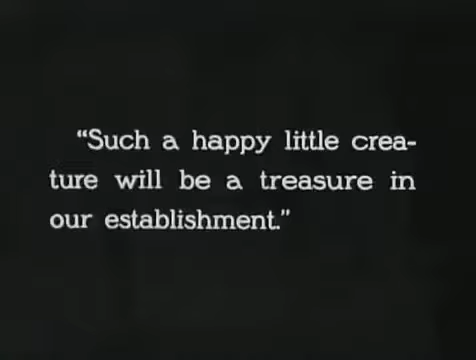 “Such a happy little crea-
ture will be a treasure in
our establishment.”